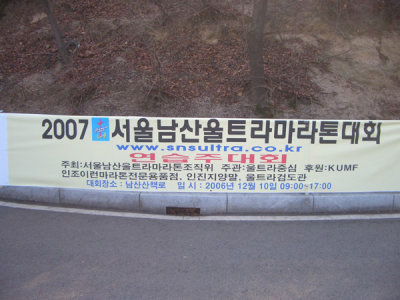 2007 서울남산울트라마라톤대회
www.snsultra.co.kr
연습주대회
주최:서울남산울트라마라톤조직위 주관:울트라중심 후원:KUMF
인조이런마라톤전문용품점, 인진지양말, 울트라검도관
대회장소: 남산산책로 일 시: 2006년 12월 10일 09:00~17:00